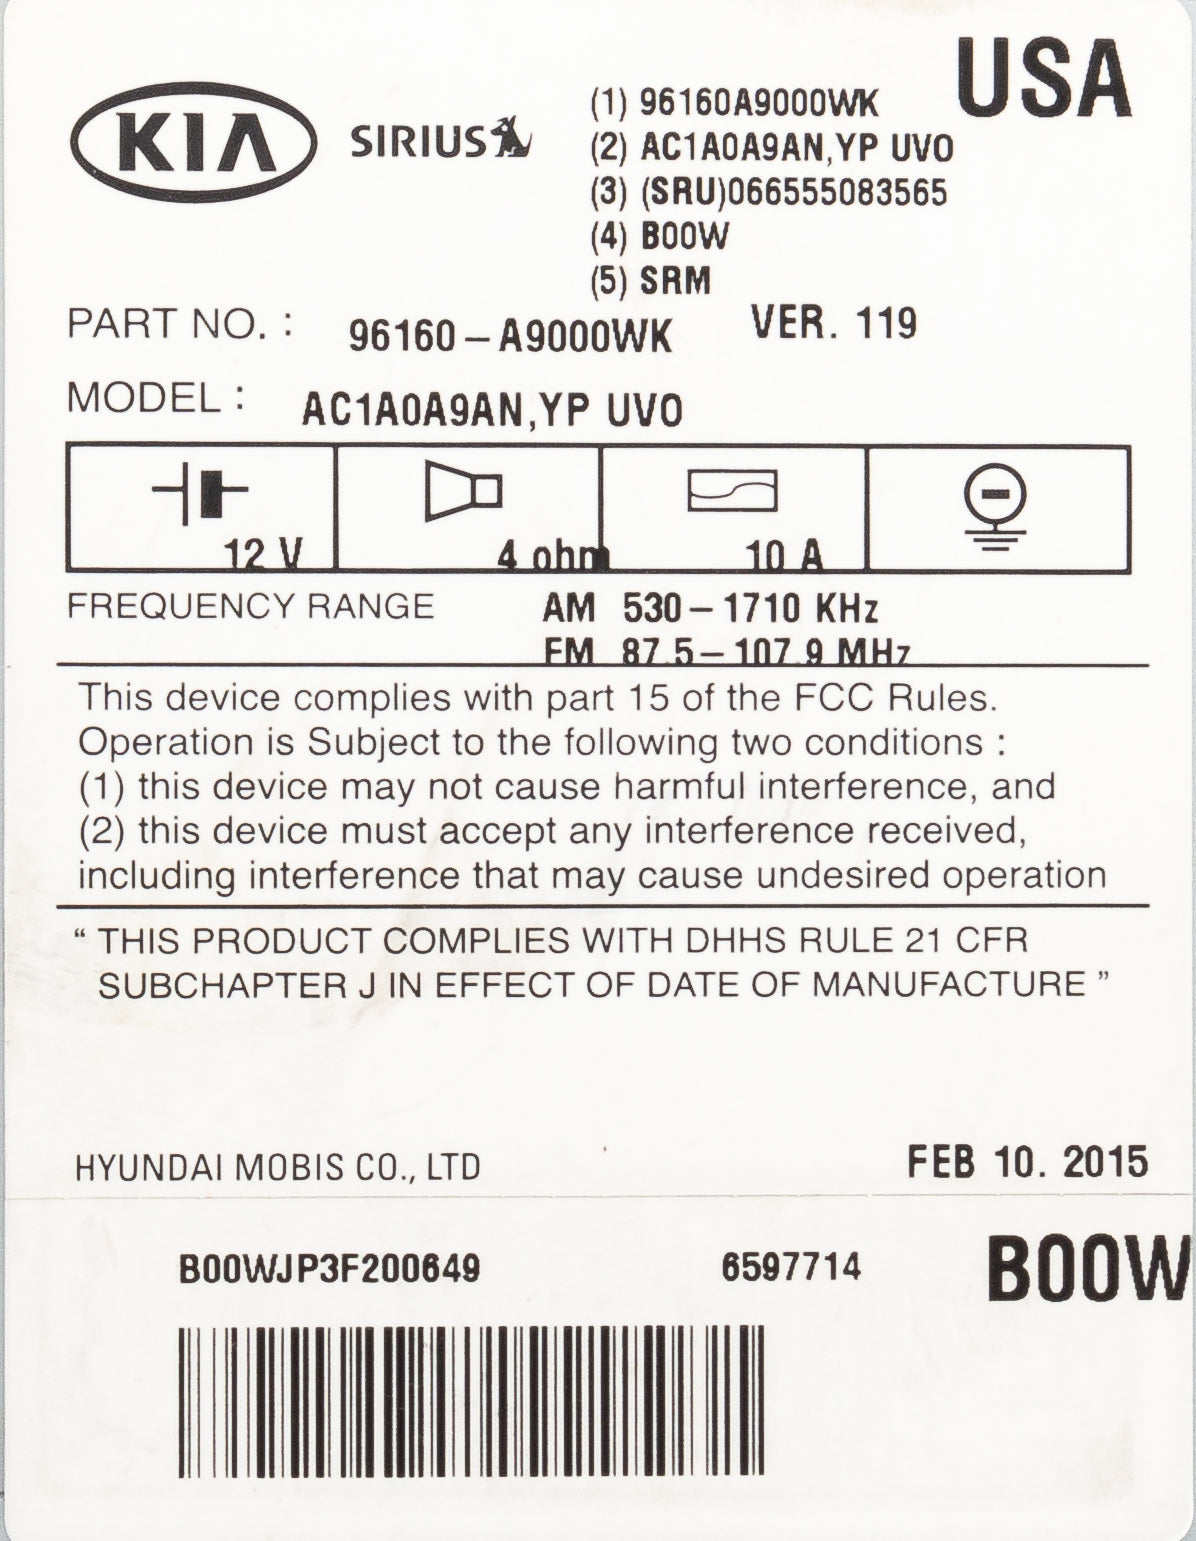 USA
KIA
SIRIUS
(1) 96160A9000WK
(2) AC1A0A9AN,YP UVO
(3) (SRU)066555083565
(4) B00W
(5) SRM
PART NO. : 96160-A9000WK VER. 119
MODEL : AC1A0A9AN,YP UVO
12 V 4 ohm 10 A
FREQUENCY RANGE AM 530-1710 KHz
FM 87.5-107.9 MHz
This device complies with part 15 of the FCC Rules.
Operation is Subject to the following two conditions :
(1) this device may not cause harmful interference, and
(2) this device must accept any interference received,
including interference that may cause undesired operation
“ THIS PRODUCT COMPLIES WITH DHHS RULE 21 CFR
SUBCHAPTER J IN EFFECT OF DATE OF MANUFACTURE ”
HYUNDAI MOBIS CO., LTD FEB 10. 2015
B00WJP3F200649 6597714 B00W